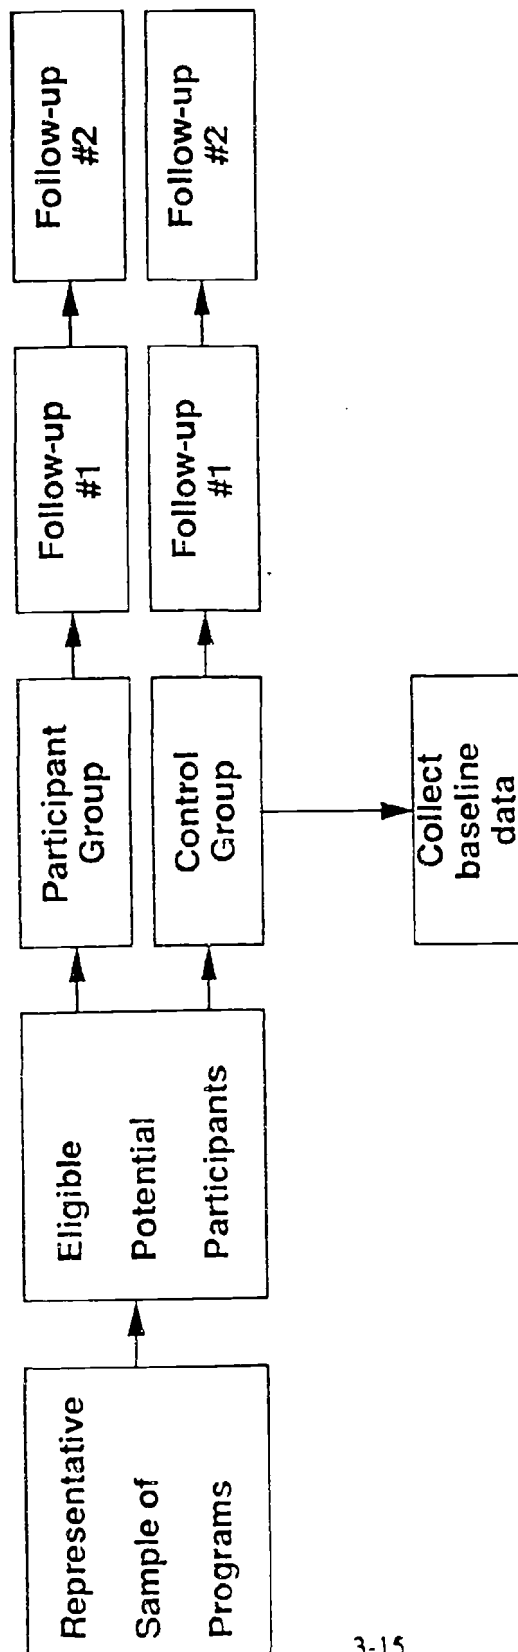 Representative
Sample of
Programs
Eligible
Potential
Participants
Participant
Group
Follow-up
#1
Follow-up
#2
Control
Group
Follow-up
#1
Follow-up
#2
Collect
baseline
data
3-15